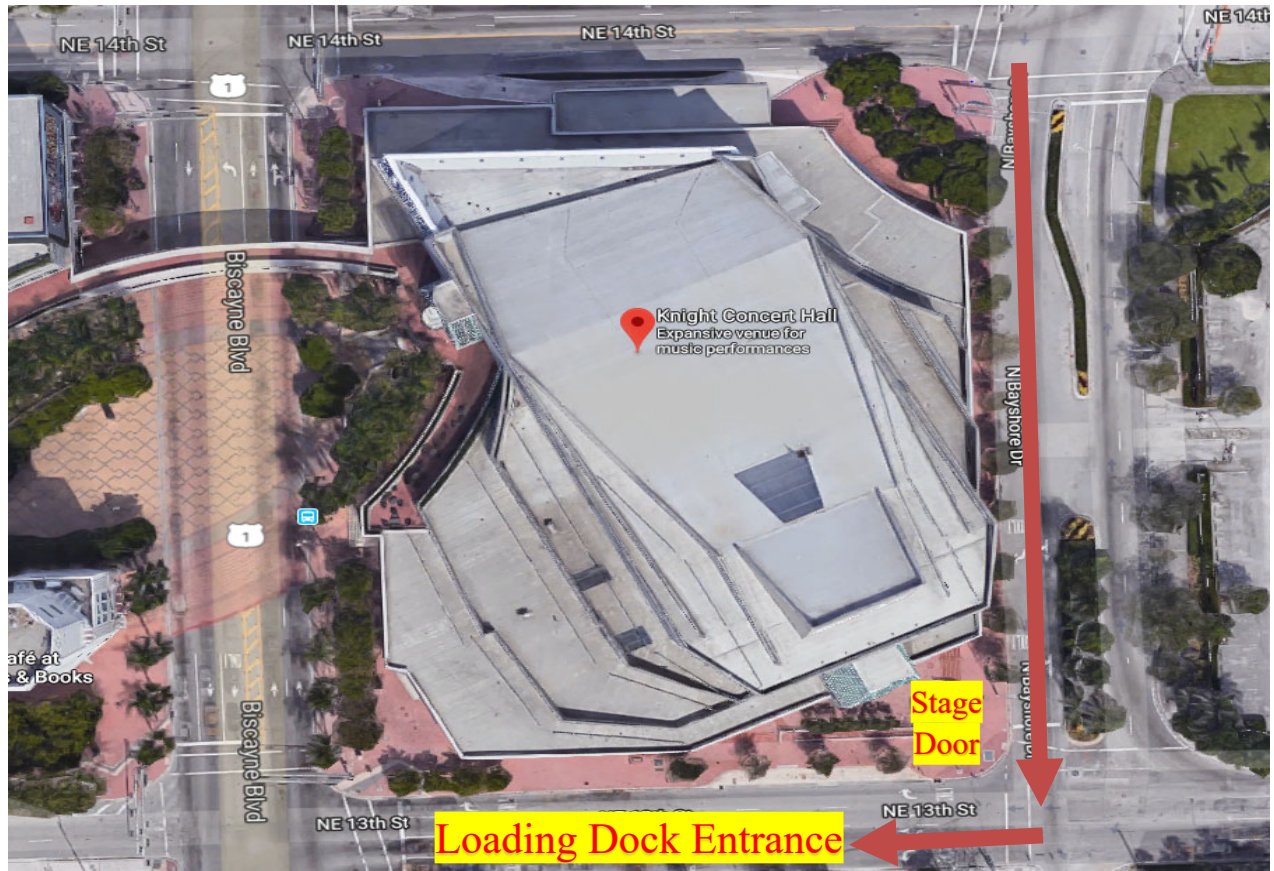 NE 14th St
NE 14th St
NE 14th St
NE 14th
1
Biscayne Blvd
Knight Concert Hall
Expansive venue for
music performances
N Bayshore Dr
1
afé at
s & Books
Biscayne Blvd
Stage
Door
NE 13th St
NE 13th St
Loading Dock Entrance